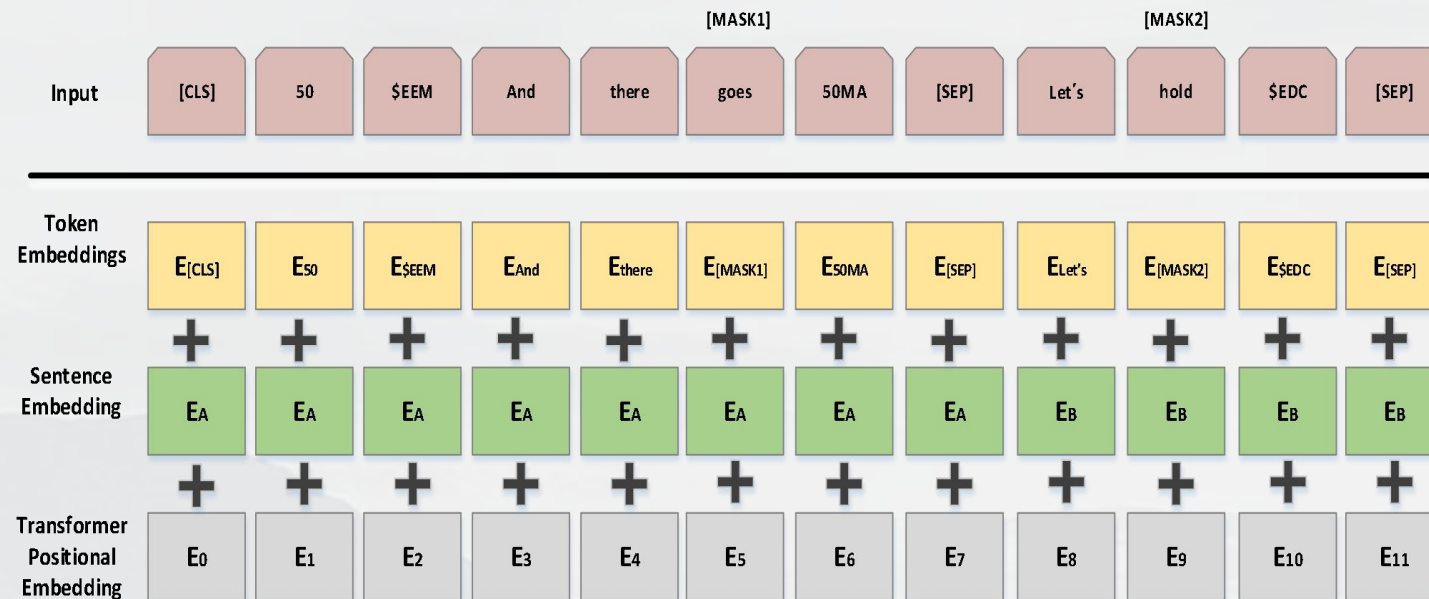 [MASK1] [MASK2]
Input [CLS] 50 $EEM And there goes 50MA [SEP] Let's hold $EDC [SEP]
Token
Embeddings
E[CLS] E50 E$EEM EAnd Ethere E[MASK1] E50MA E[SEP] ELet's E[MASK2] E$EDC E[SEP]
+ + + + + + + + + + + +
Sentence
Embedding
EA EA EA EA EA EA EA EA EB EB EB EB
+ + + + + + + + + + + +
Transformer
Positional
Embedding
E0 E1 E2 E3 E4 E5 E6 E7 E8 E9 E10 E11